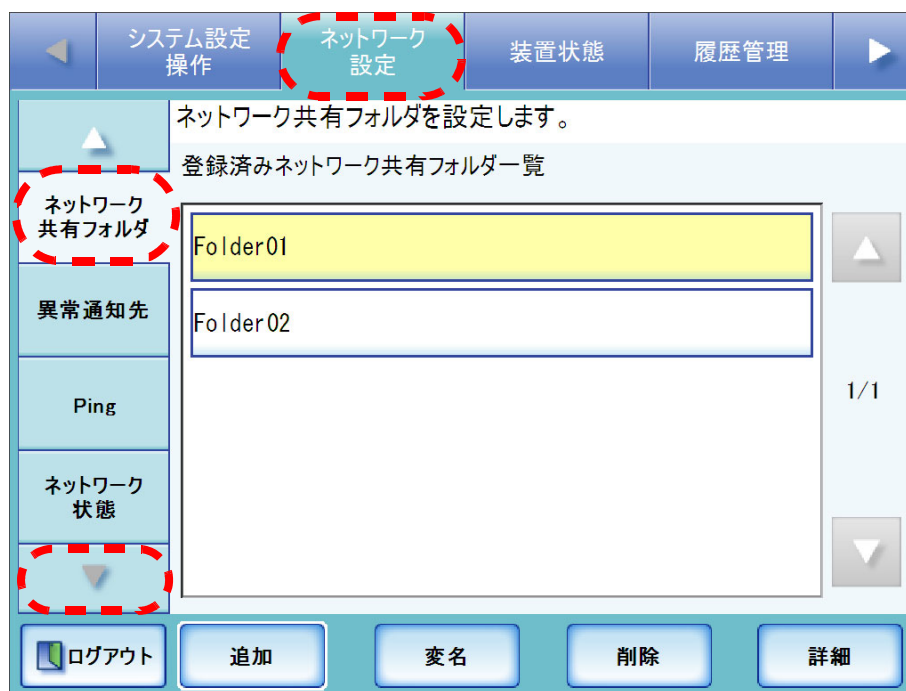 システム設定
操作
ネットワーク
設定
装置状態
履歴管理
ネットワーク共有フォルダを設定します。
登録済みネットワーク共有フォルダ一覧
ネットワーク
共有フォルダ
異常通知先
Ping
ネットワーク
状態
Folder01
Folder02
1/1
ログアウト
追加
変名
削除
詳細